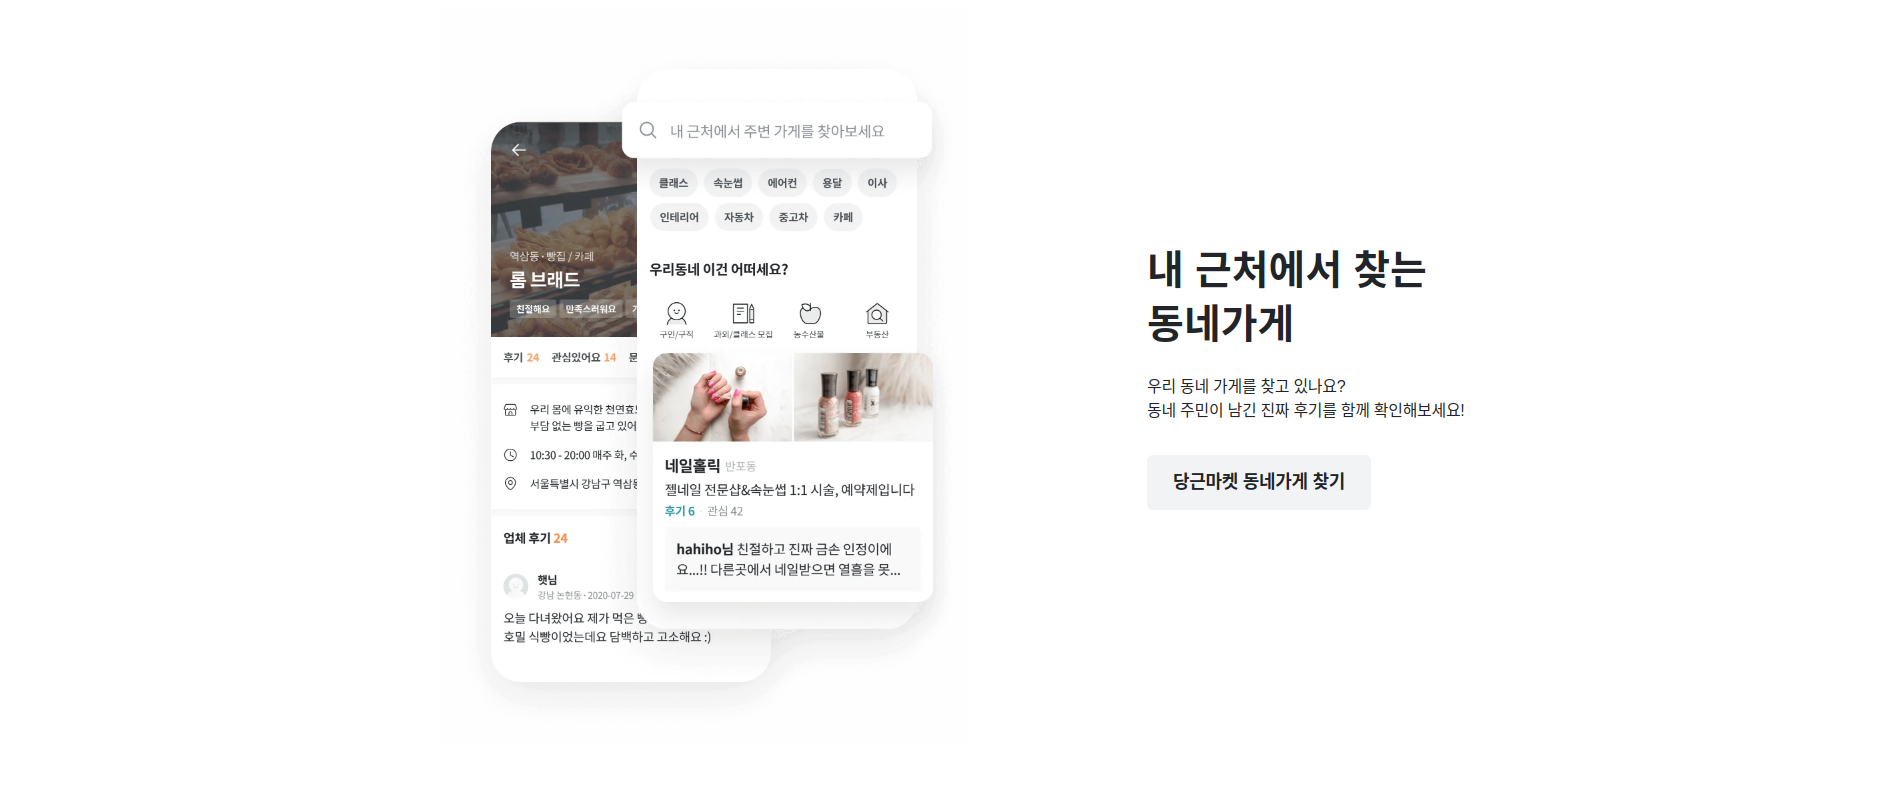 내 근처에서 주변 가게를 찾아보세요
클래스 속눈썹 에어컨 용달 이사
인테리어 자동차 중고차 카페
우리동네 이건 어떠세요?
구인/구직 과외/클래스 모집 농수산물 부동산
네일홀릭 반포동
젤네일 전문샵&속눈썹 1:1 시술, 예약제입니다
후기 6 · 관심 42
hahiho님 친절하고 진짜 금손 인정이에
요...!! 다른곳에서 네일받으면 열흘을 못...
역삼동 · 빵집 / 카페
롬 브래드
친절해요 만족스러워요
후기 24 관심있어요 14
우리 몸에 유익한 천연효
부담 없는 빵을 굽고 있어
10:30 - 20:00 매주 화, 수
서울특별시 강남구 역삼동
업체 후기 24
햇님
강남 논현동 · 2020-07-29
오늘 다녀왔어요 제가 먹은 빵
호밀 식빵이었는데요 담백하고 고소해요 :)
내 근처에서 찾는
동네가게
우리 동네 가게를 찾고 있나요?
동네 주민이 남긴 진짜 후기를 함께 확인해보세요!
당근마켓 동네가게 찾기